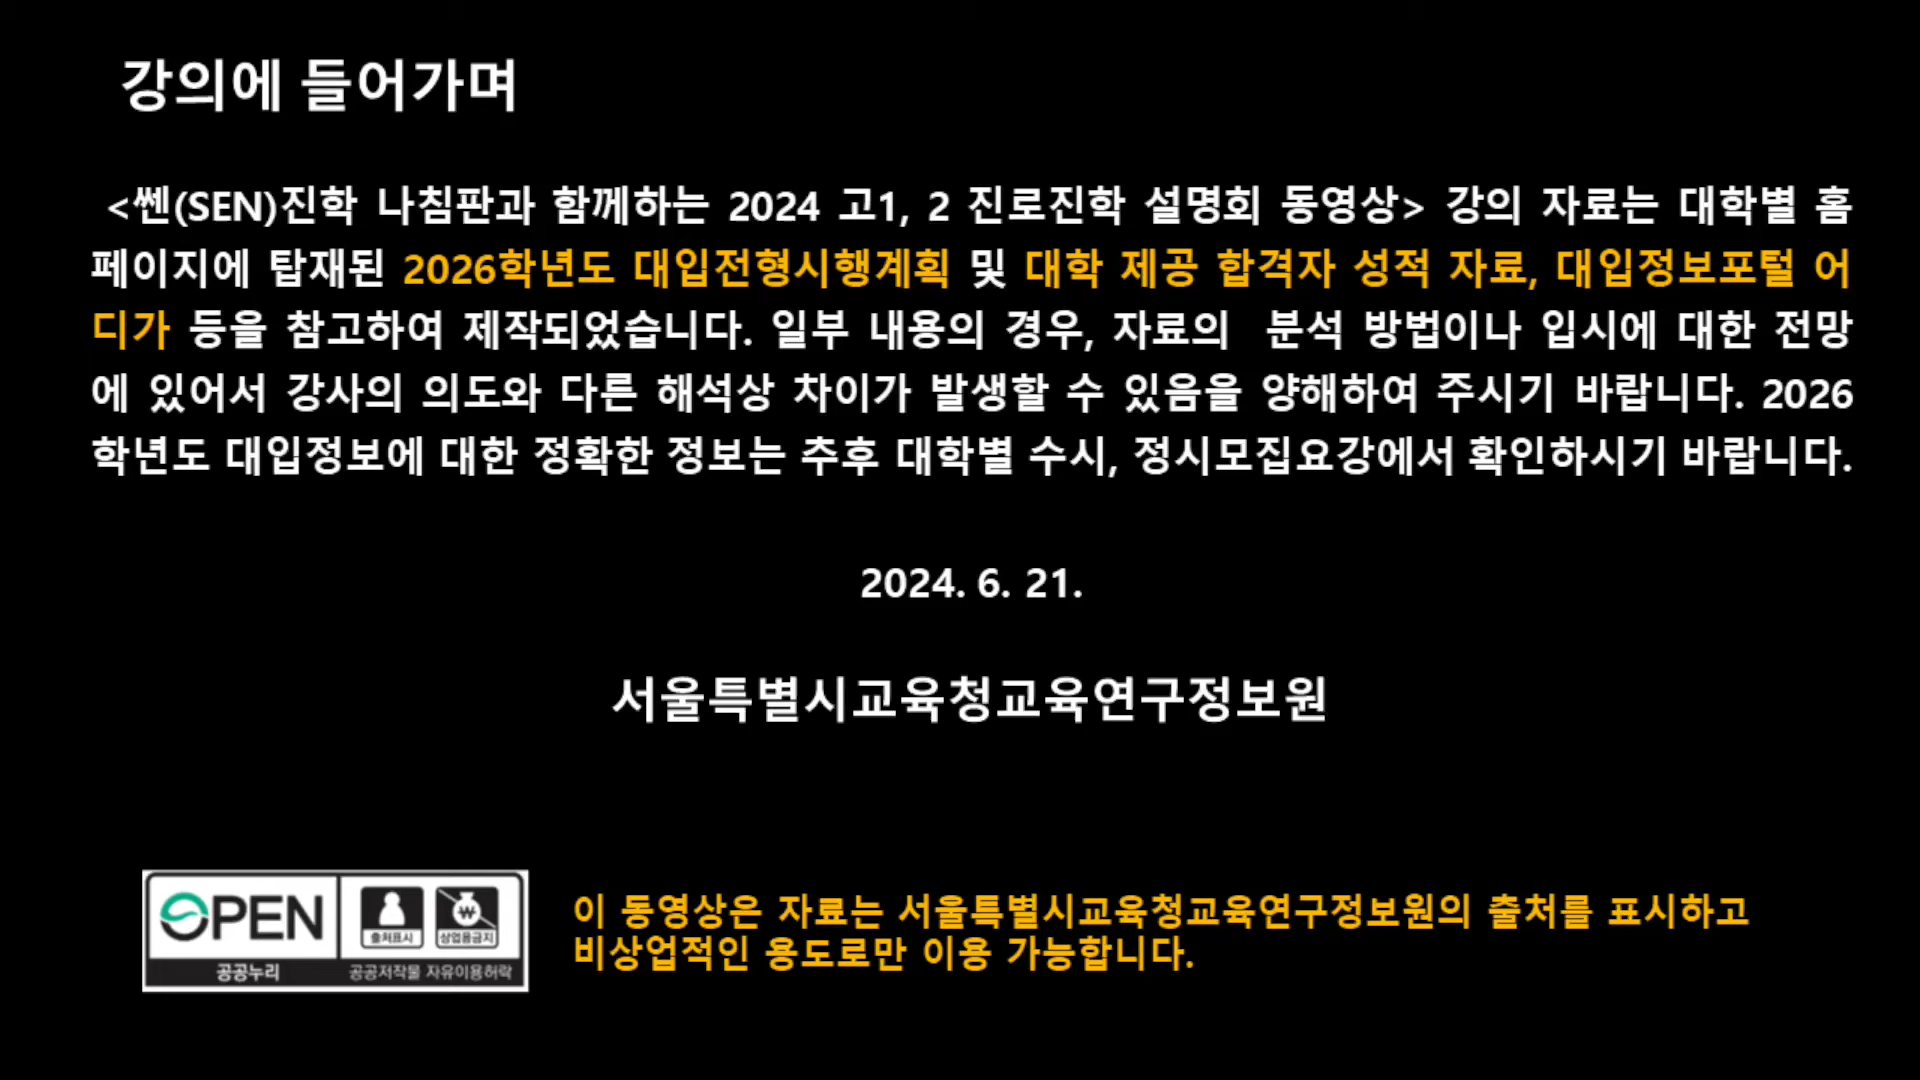 강의에 들어가며
<쎈(SEN)진학 나침판과 함께하는 2024 고1, 2 진로진학 설명회 동영상> 강의 자료는 대학별 홈
페이지에 탑재된 2026학년도 대입전형시행계획 및 대학 제공 합격자 성적 자료, 대입정보포털 어
디가 등을 참고하여 제작되었습니다. 일부 내용의 경우, 자료의 분석 방법이나 입시에 대한 전망
에 있어서 강사의 의도와 다른 해석상 차이가 발생할 수 있음을 양해하여 주시기 바랍니다. 2026
학년도 대입정보에 대한 정확한 정보는 추후 대학별 수시, 정시모집요강에서 확인하시기 바랍니다.
2024. 6. 21.
서울특별시교육청교육연구정보원
OPEN 출처표시 상업용금지
공공누리 공공저작물 자유이용허락
이 동영상은 자료는 서울특별시교육청교육연구정보원의 출처를 표시하고
비상업적인 용도로만 이용 가능합니다.